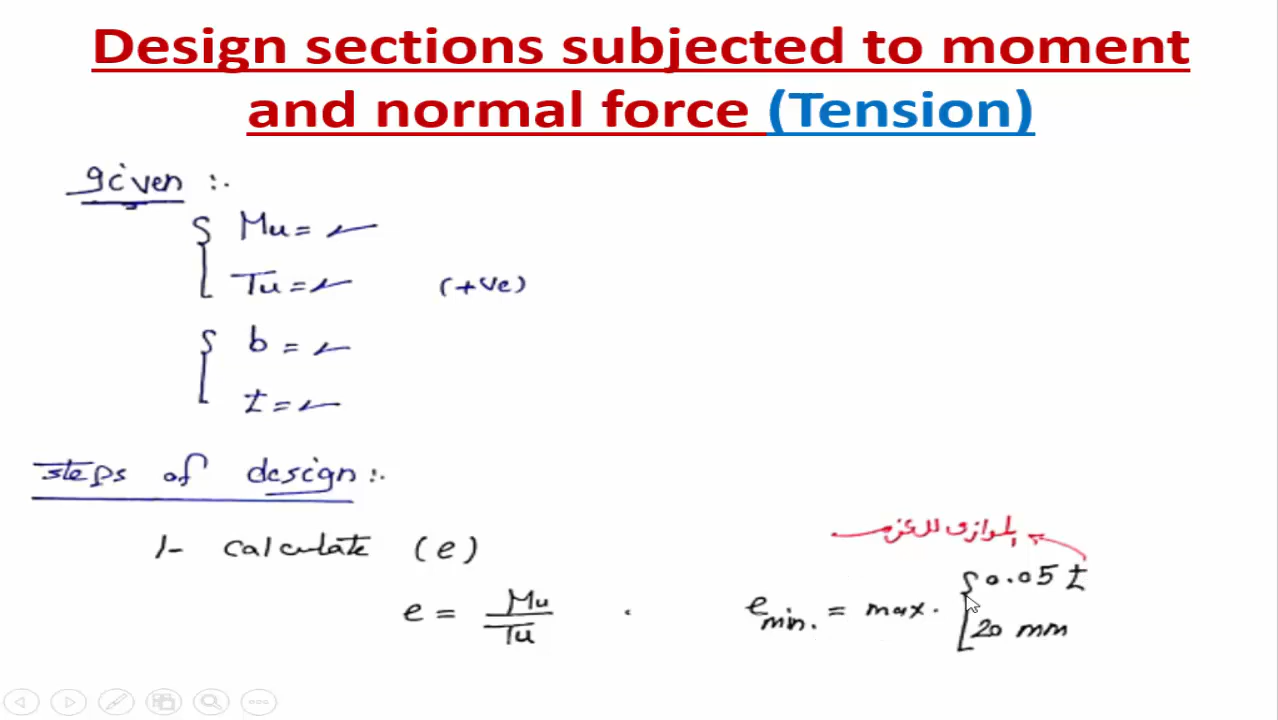 Design sections subjected to moment
and normal force (Tension)
given :.
Mu = ✓
Tu = ✓ (+ve)
b = ✓
t = ✓
steps of design :.
الموازى للعزم
1- calculate (e)
e = Mu / Tu
e min. = max. { 0.05 t
20 mm